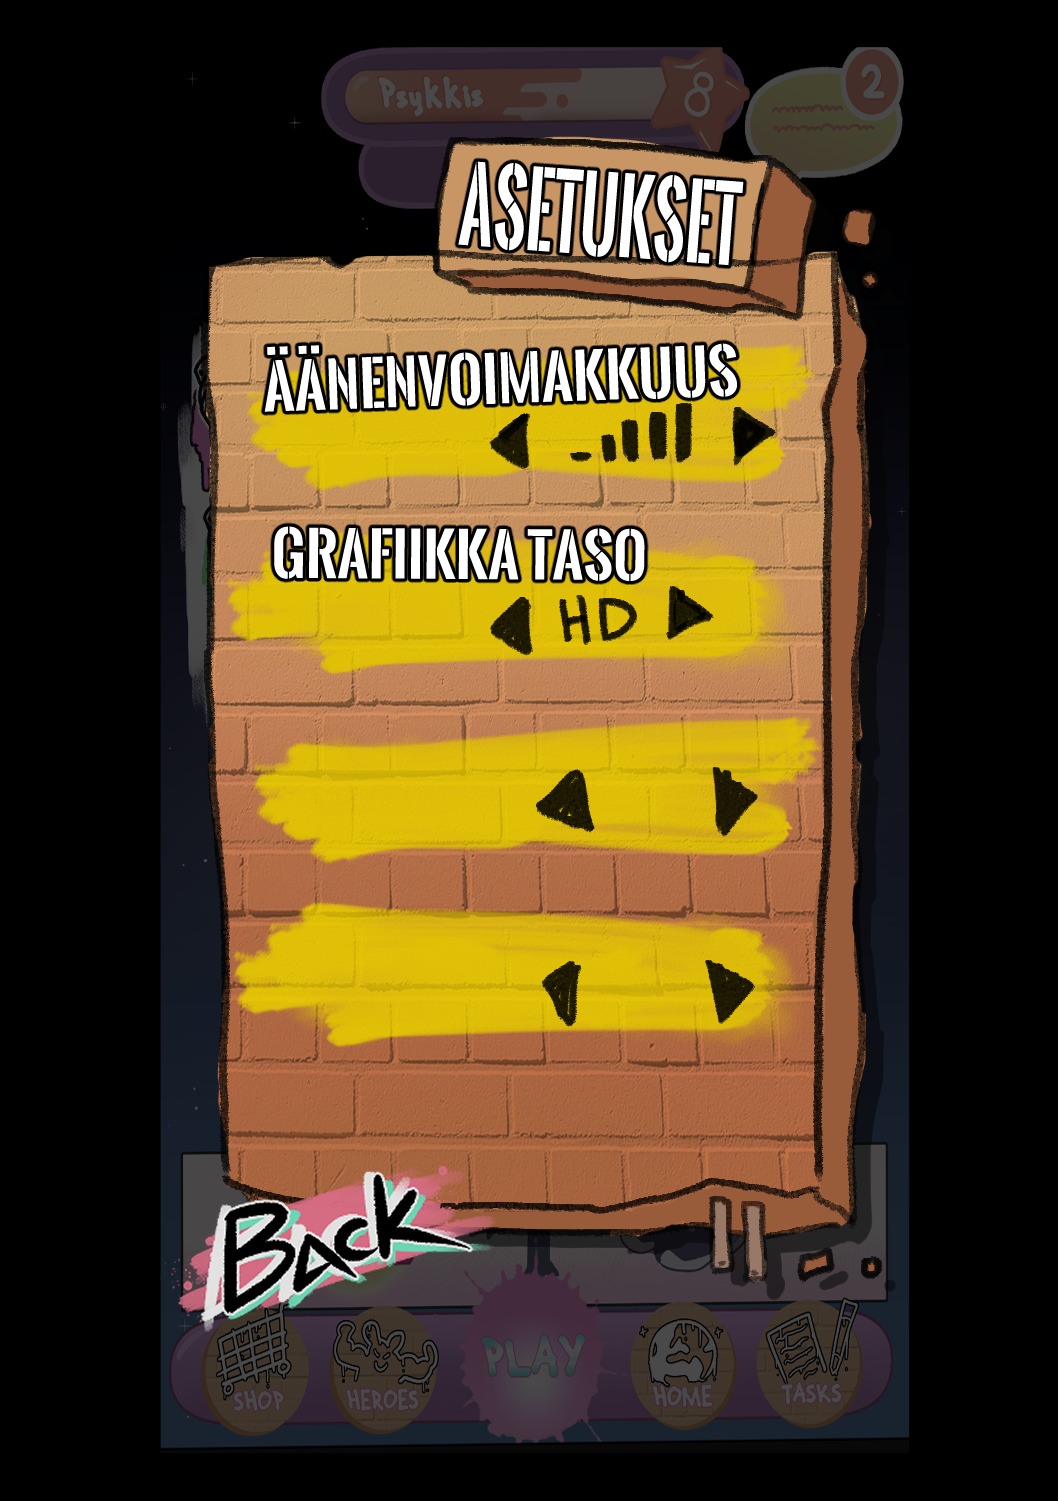 Psykkis
8
2
ASETUKSET
ÄÄNENVOIMAKKUUS
GRAFIIKKA TASO
HD
BACK
PLAY
SHOP
HEROES
HOME
TASKS